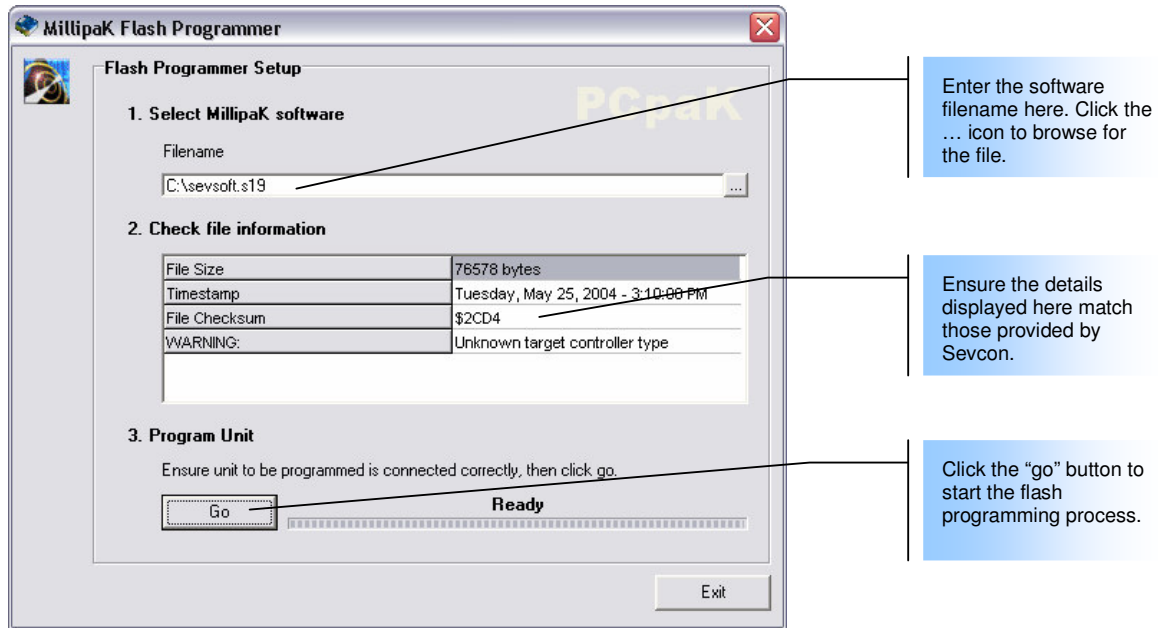 MillipaK Flash Programmer
Flash Programmer Setup
PCpaK
1. Select MillipaK software
Filename
C:\sevsoft.s19
...
2. Check file information
File Size 76578 bytes
Timestamp Tuesday, May 25, 2004 - 3:10:00 PM
File Checksum $2CD4
WARNING: Unknown target controller type
3. Program Unit
Ensure unit to be programmed is connected correctly, then click go.
Go
Ready
Exit
Enter the software
filename here. Click the
… icon to browse for
the file.
Ensure the details
displayed here match
those provided by
Sevcon.
Click the “go” button to
start the flash
programming process.